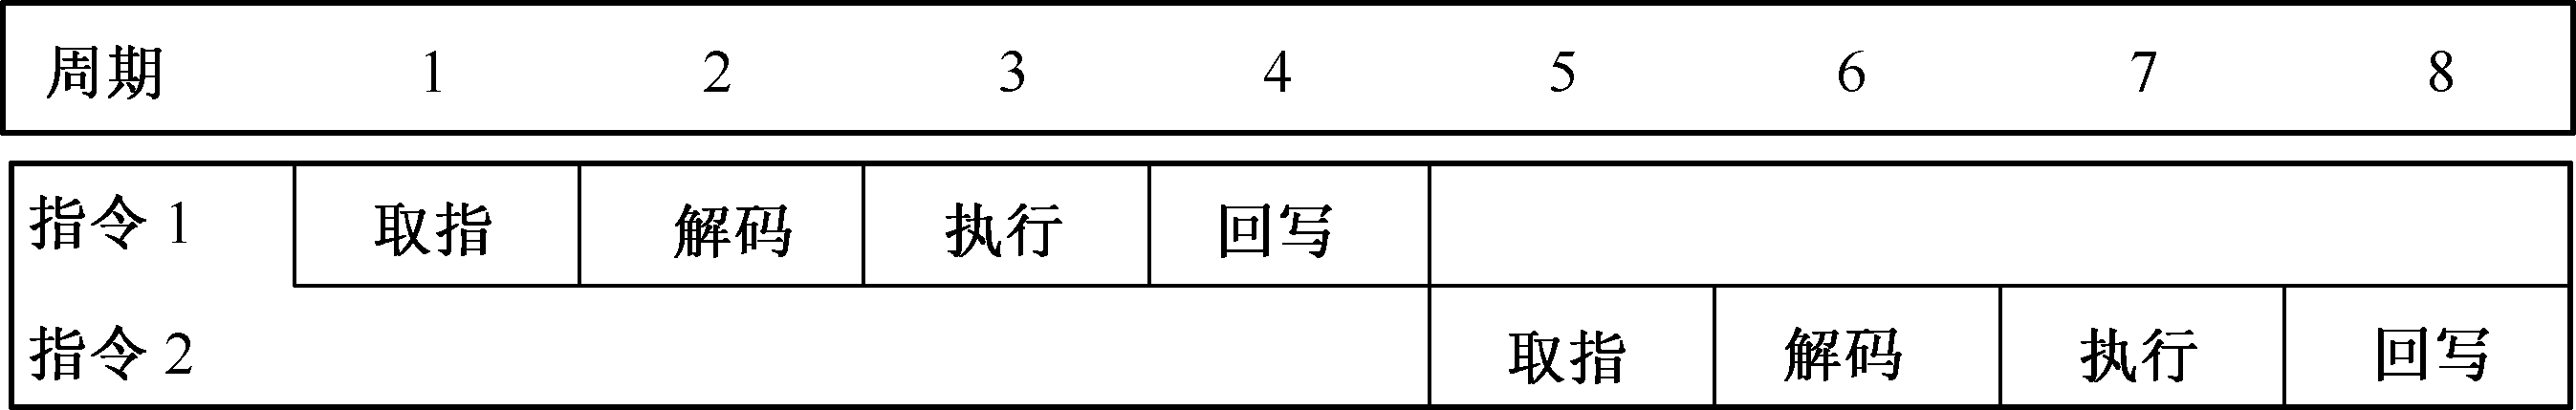 周期 1 2 3 4 5 6 7 8
指令 1 取指 解码 执行 回写
指令 2 取指 解码 执行 回写